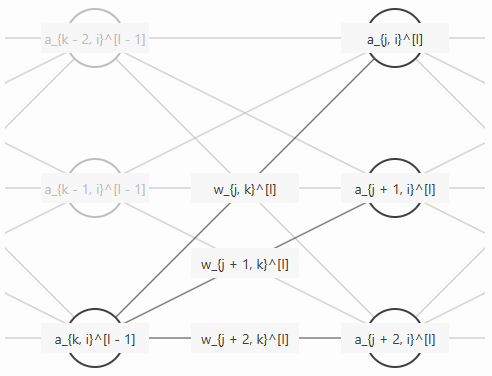 a_{k - 2, i}^[l - 1]
a_{j, i}^[l]
a_{k - 1, i}^[l - 1]
w_{j, k}^[l]
a_{j + 1, i}^[l]
w_{j + 1, k}^[l]
a_{k, i}^[l - 1]
w_{j + 2, k}^[l]
a_{j + 2, i}^[l]